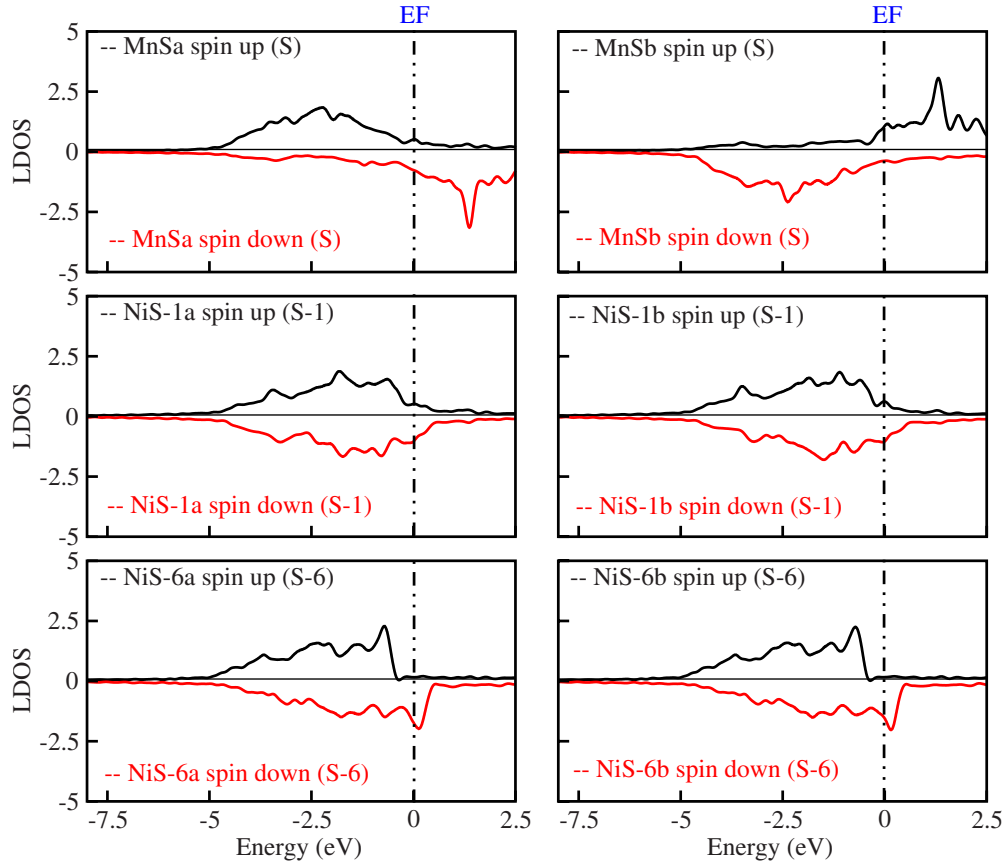 EF
EF
5
2.5
0
-2.5
-5
LDOS
-- MnSa spin up (S)
-- MnSa spin down (S)
-- MnSb spin up (S)
-- MnSb spin down (S)
5
2.5
0
-2.5
-5
LDOS
-- NiS-1a spin up (S-1)
-- NiS-1a spin down (S-1)
-- NiS-1b spin up (S-1)
-- NiS-1b spin down (S-1)
5
2.5
0
-2.5
-5
LDOS
-- NiS-6a spin up (S-6)
-- NiS-6a spin down (S-6)
-- NiS-6b spin up (S-6)
-- NiS-6b spin down (S-6)
-7.5 -5 -2.5 0 2.5
-7.5 -5 -2.5 0 2.5
Energy (eV)
Energy (eV)